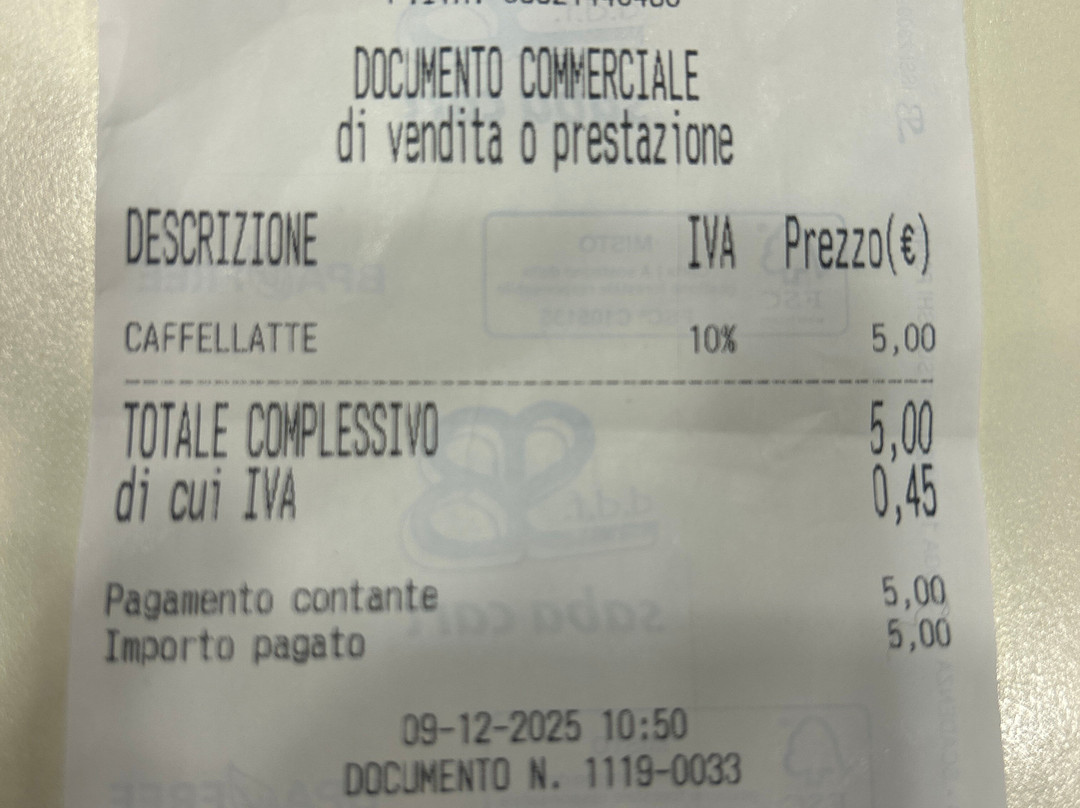 DOCUMENTO COMMERCIALE
di vendita o prestazione
DESCRIZIONE IVA Prezzo(€)
CAFFELLATTE 10% 5,00
TOTALE COMPLESSIVO 5,00
di cui IVA 0,45
Pagamento contante 5,00
Importo pagato 5,00
09-12-2025 10:50
DOCUMENTO N. 1119-0033